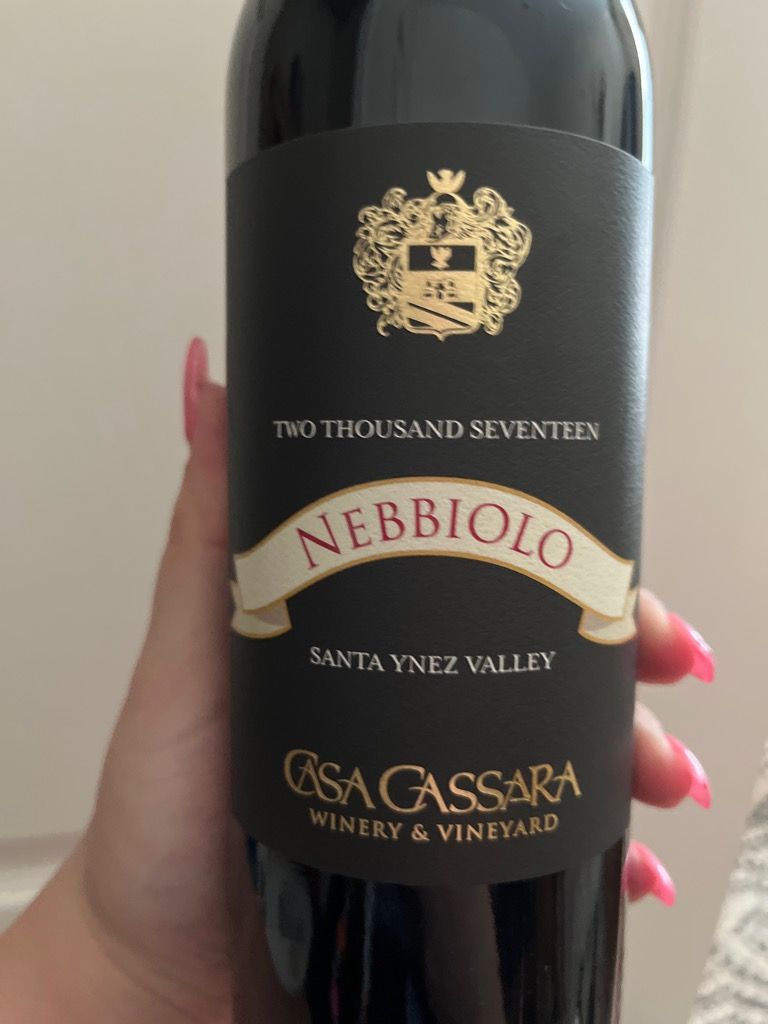 TWO THOUSAND SEVENTEEN
NEBBIOLO
SANTA YNEZ VALLEY
CASA CASSARA
WINERY & VINEYARD